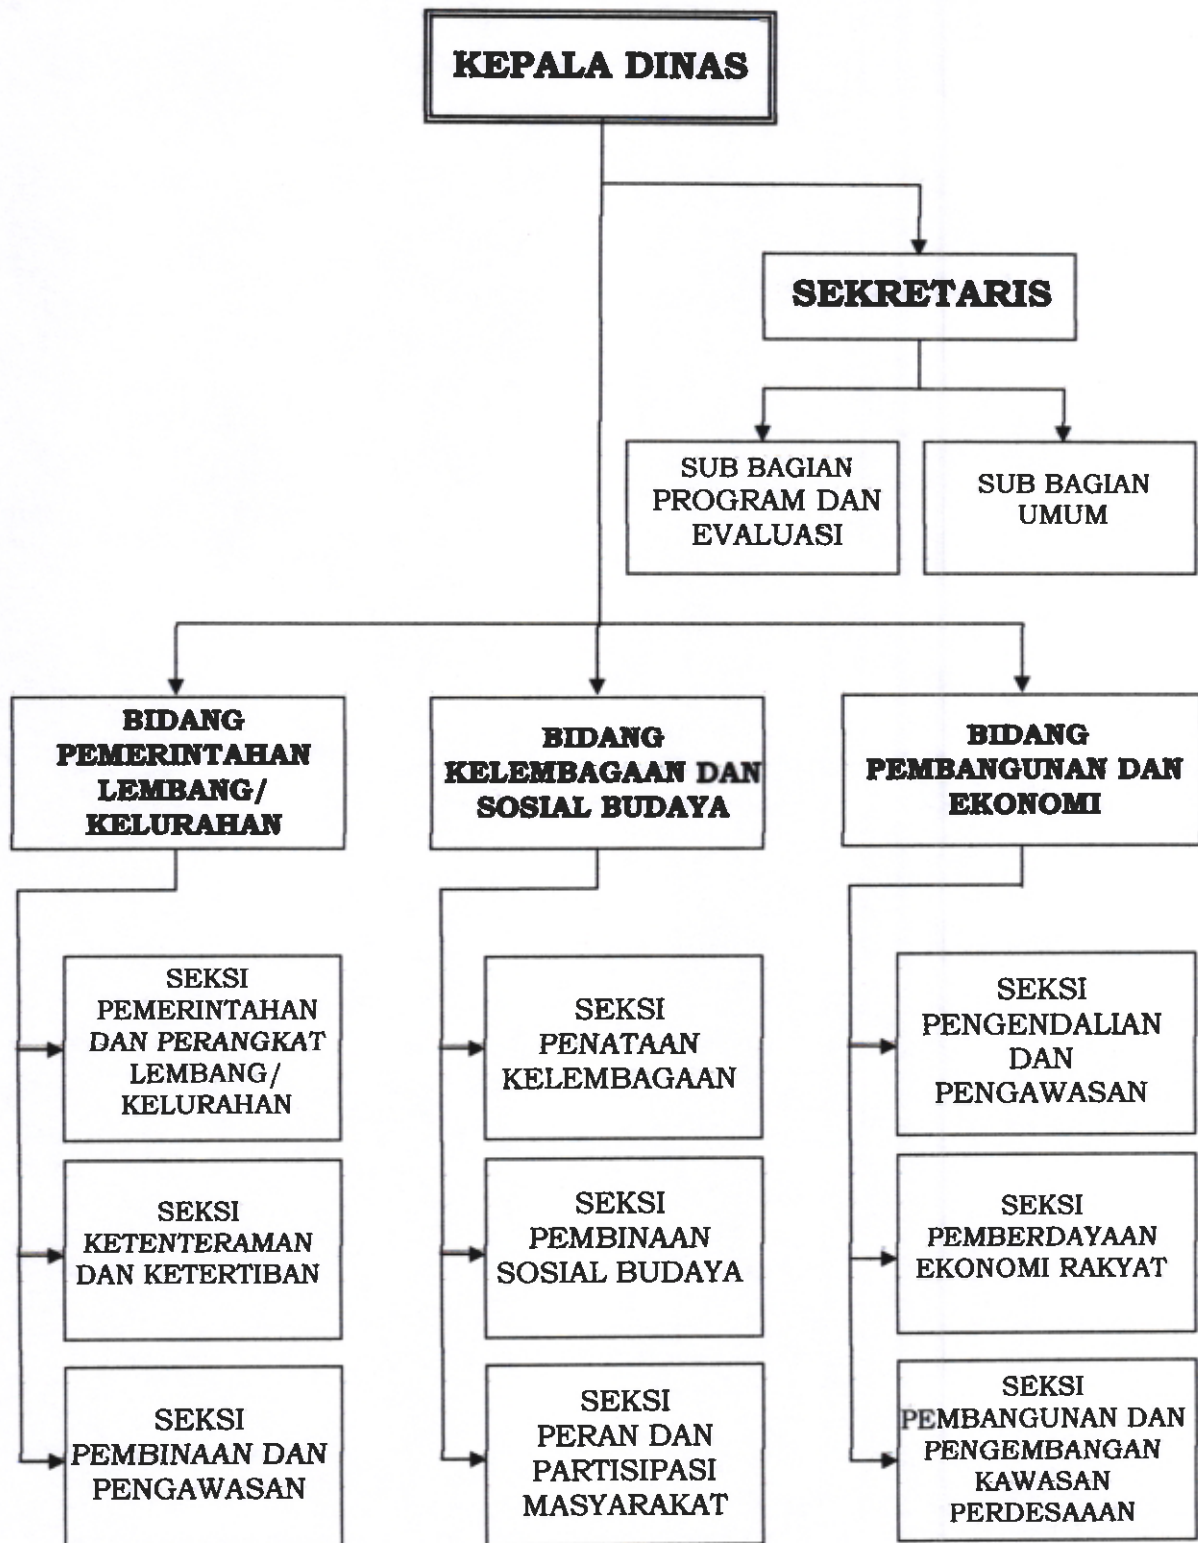 KEPALA DINAS
SEKRETARIS
SUB BAGIAN
PROGRAM DAN
EVALUASI
SUB BAGIAN
UMUM
BIDANG
PEMERINTAHAN
LEMBANG/
KELURAHAN
BIDANG
KELEMBAGAAN DAN
SOSIAL BUDAYA
BIDANG
PEMBANGUNAN DAN
EKONOMI
SEKSI
PEMERINTAHAN
DAN PERANGKAT
LEMBANG/
KELURAHAN
SEKSI
PENATAAN
KELEMBAGAAN
SEKSI
PENGENDALIAN
DAN
PENGAWASAN
SEKSI
KETENTERAMAN
DAN KETERTIBAN
SEKSI
PEMBINAAN
SOSIAL BUDAYA
SEKSI
PEMBERDAYAAN
EKONOMI RAKYAT
SEKSI
PEMBINAAN DAN
PENGAWASAN
SEKSI
PERAN DAN
PARTISIPASI
MASYARAKAT
SEKSI
PEMBANGUNAN DAN
PENGEMBANGAN
KAWASAN
PERDESAAAN